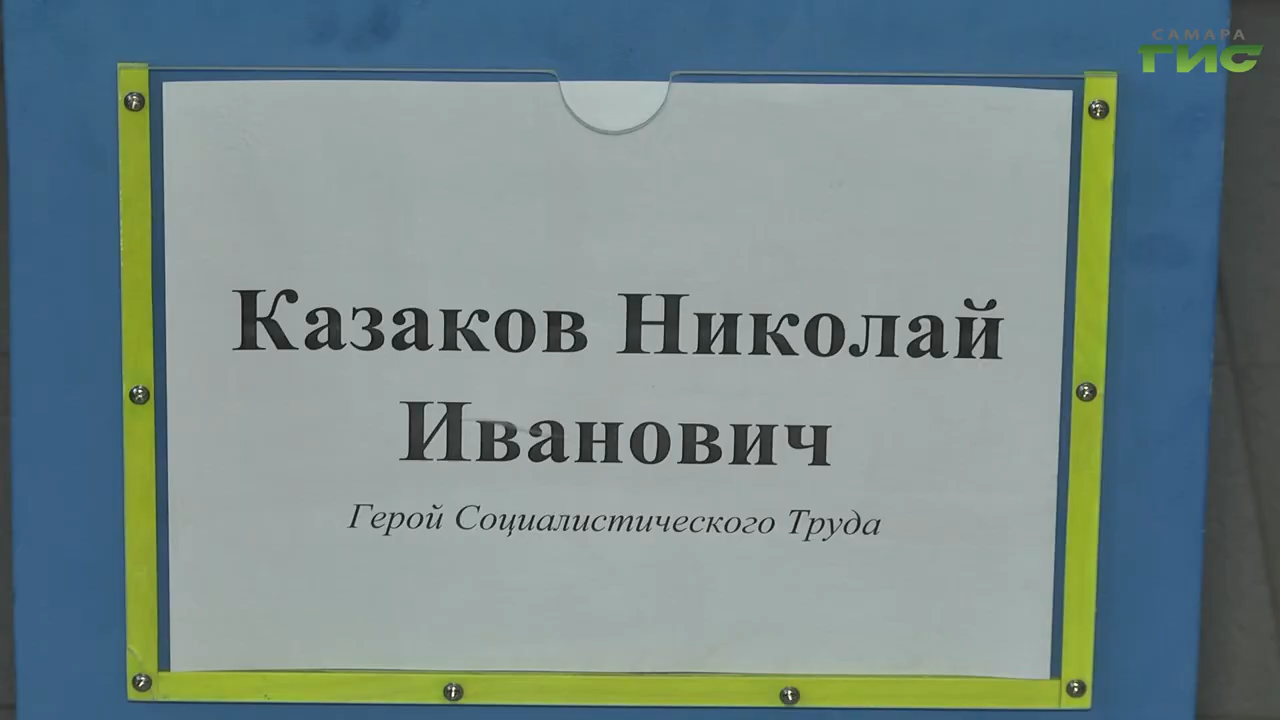 САМАРА
ГИС
Казаков Николай
Иванович
Герой Социалистического Труда